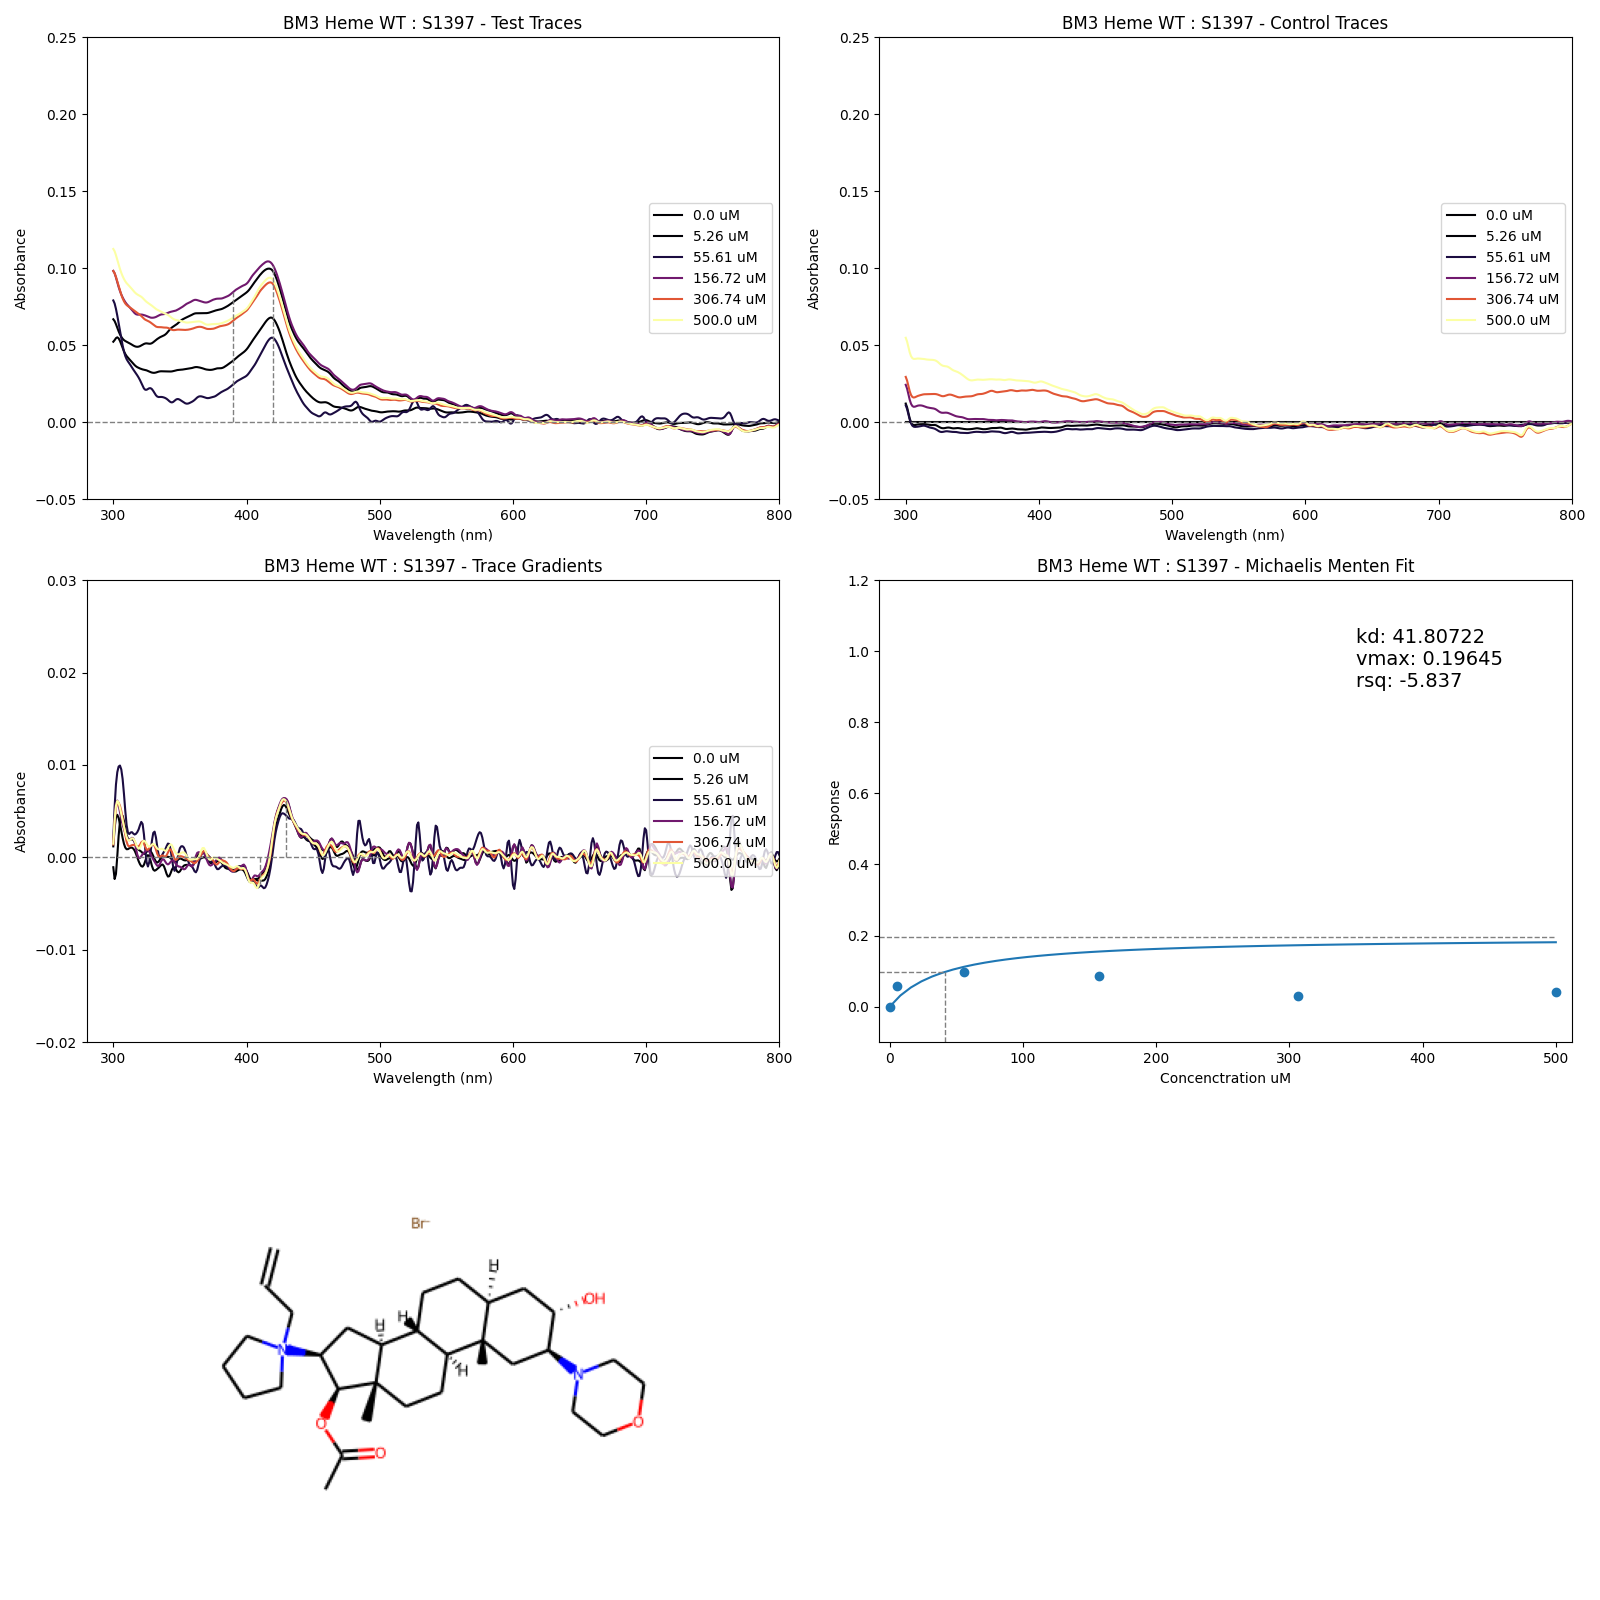 BM3 Heme WT : S1397 - Test Traces
0.25
0.20
0.15
0.10
0.05
0.00
−0.05
Absorbance
300
400
500
600
700
800
Wavelength (nm)
0.0 uM
5.26 uM
55.61 uM
156.72 uM
306.74 uM
500.0 uM
BM3 Heme WT : S1397 - Control Traces
0.25
0.20
0.15
0.10
0.05
0.00
−0.05
Absorbance
300
400
500
600
700
800
Wavelength (nm)
0.0 uM
5.26 uM
55.61 uM
156.72 uM
306.74 uM
500.0 uM
BM3 Heme WT : S1397 - Trace Gradients
0.03
0.02
0.01
0.00
−0.01
−0.02
Absorbance
300
400
500
600
700
800
Wavelength (nm)
0.0 uM
5.26 uM
55.61 uM
156.72 uM
306.74 uM
500.0 uM
BM3 Heme WT : S1397 - Michaelis Menten Fit
1.2
1.0
0.8
0.6
0.4
0.2
0.0
Response
0
100
200
300
400
500
Concenctration uM
kd: 41.80722
vmax: 0.19645
rsq: -5.837
Br⁻
H
OH
H
H
N
H
N
O
O
O